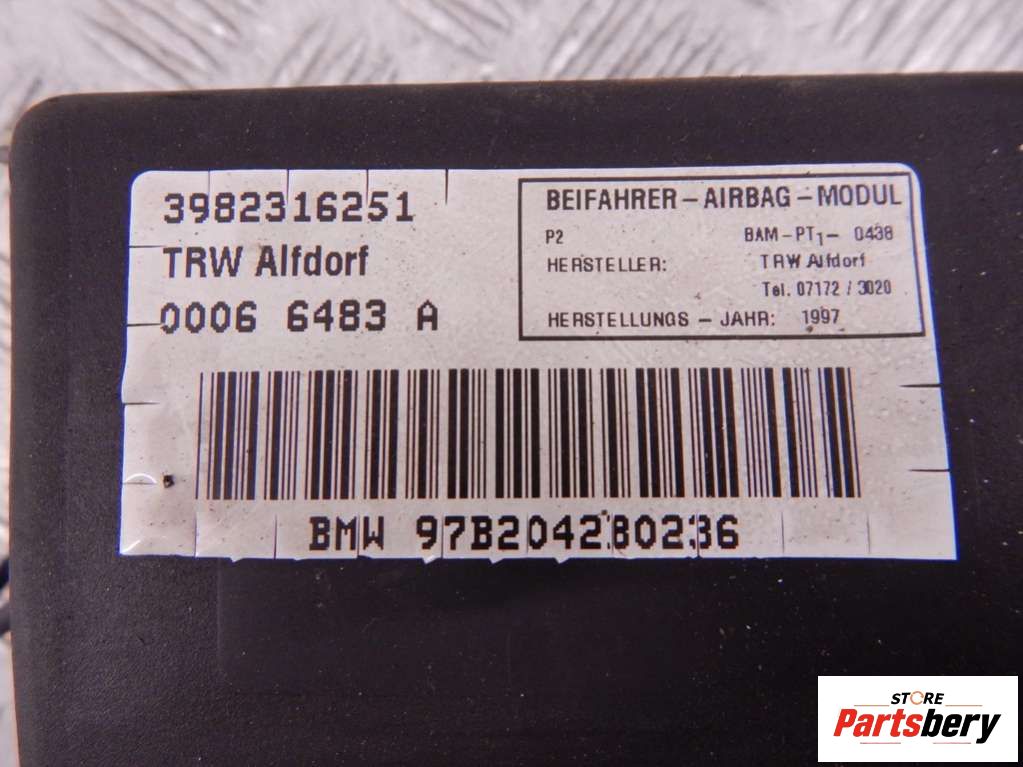 3982316251
TRW Alfdorf
0006 6483 A
BEIFAHRER - AIRBAG - MODUL
P2 BAM - PT1 - 0438
HERSTELLER: TRW Alfdorf
Tel. 07172 / 3020
HERSTELLUNGS - JAHR: 1997
BMW 97B204280236
STORE
Partsbery